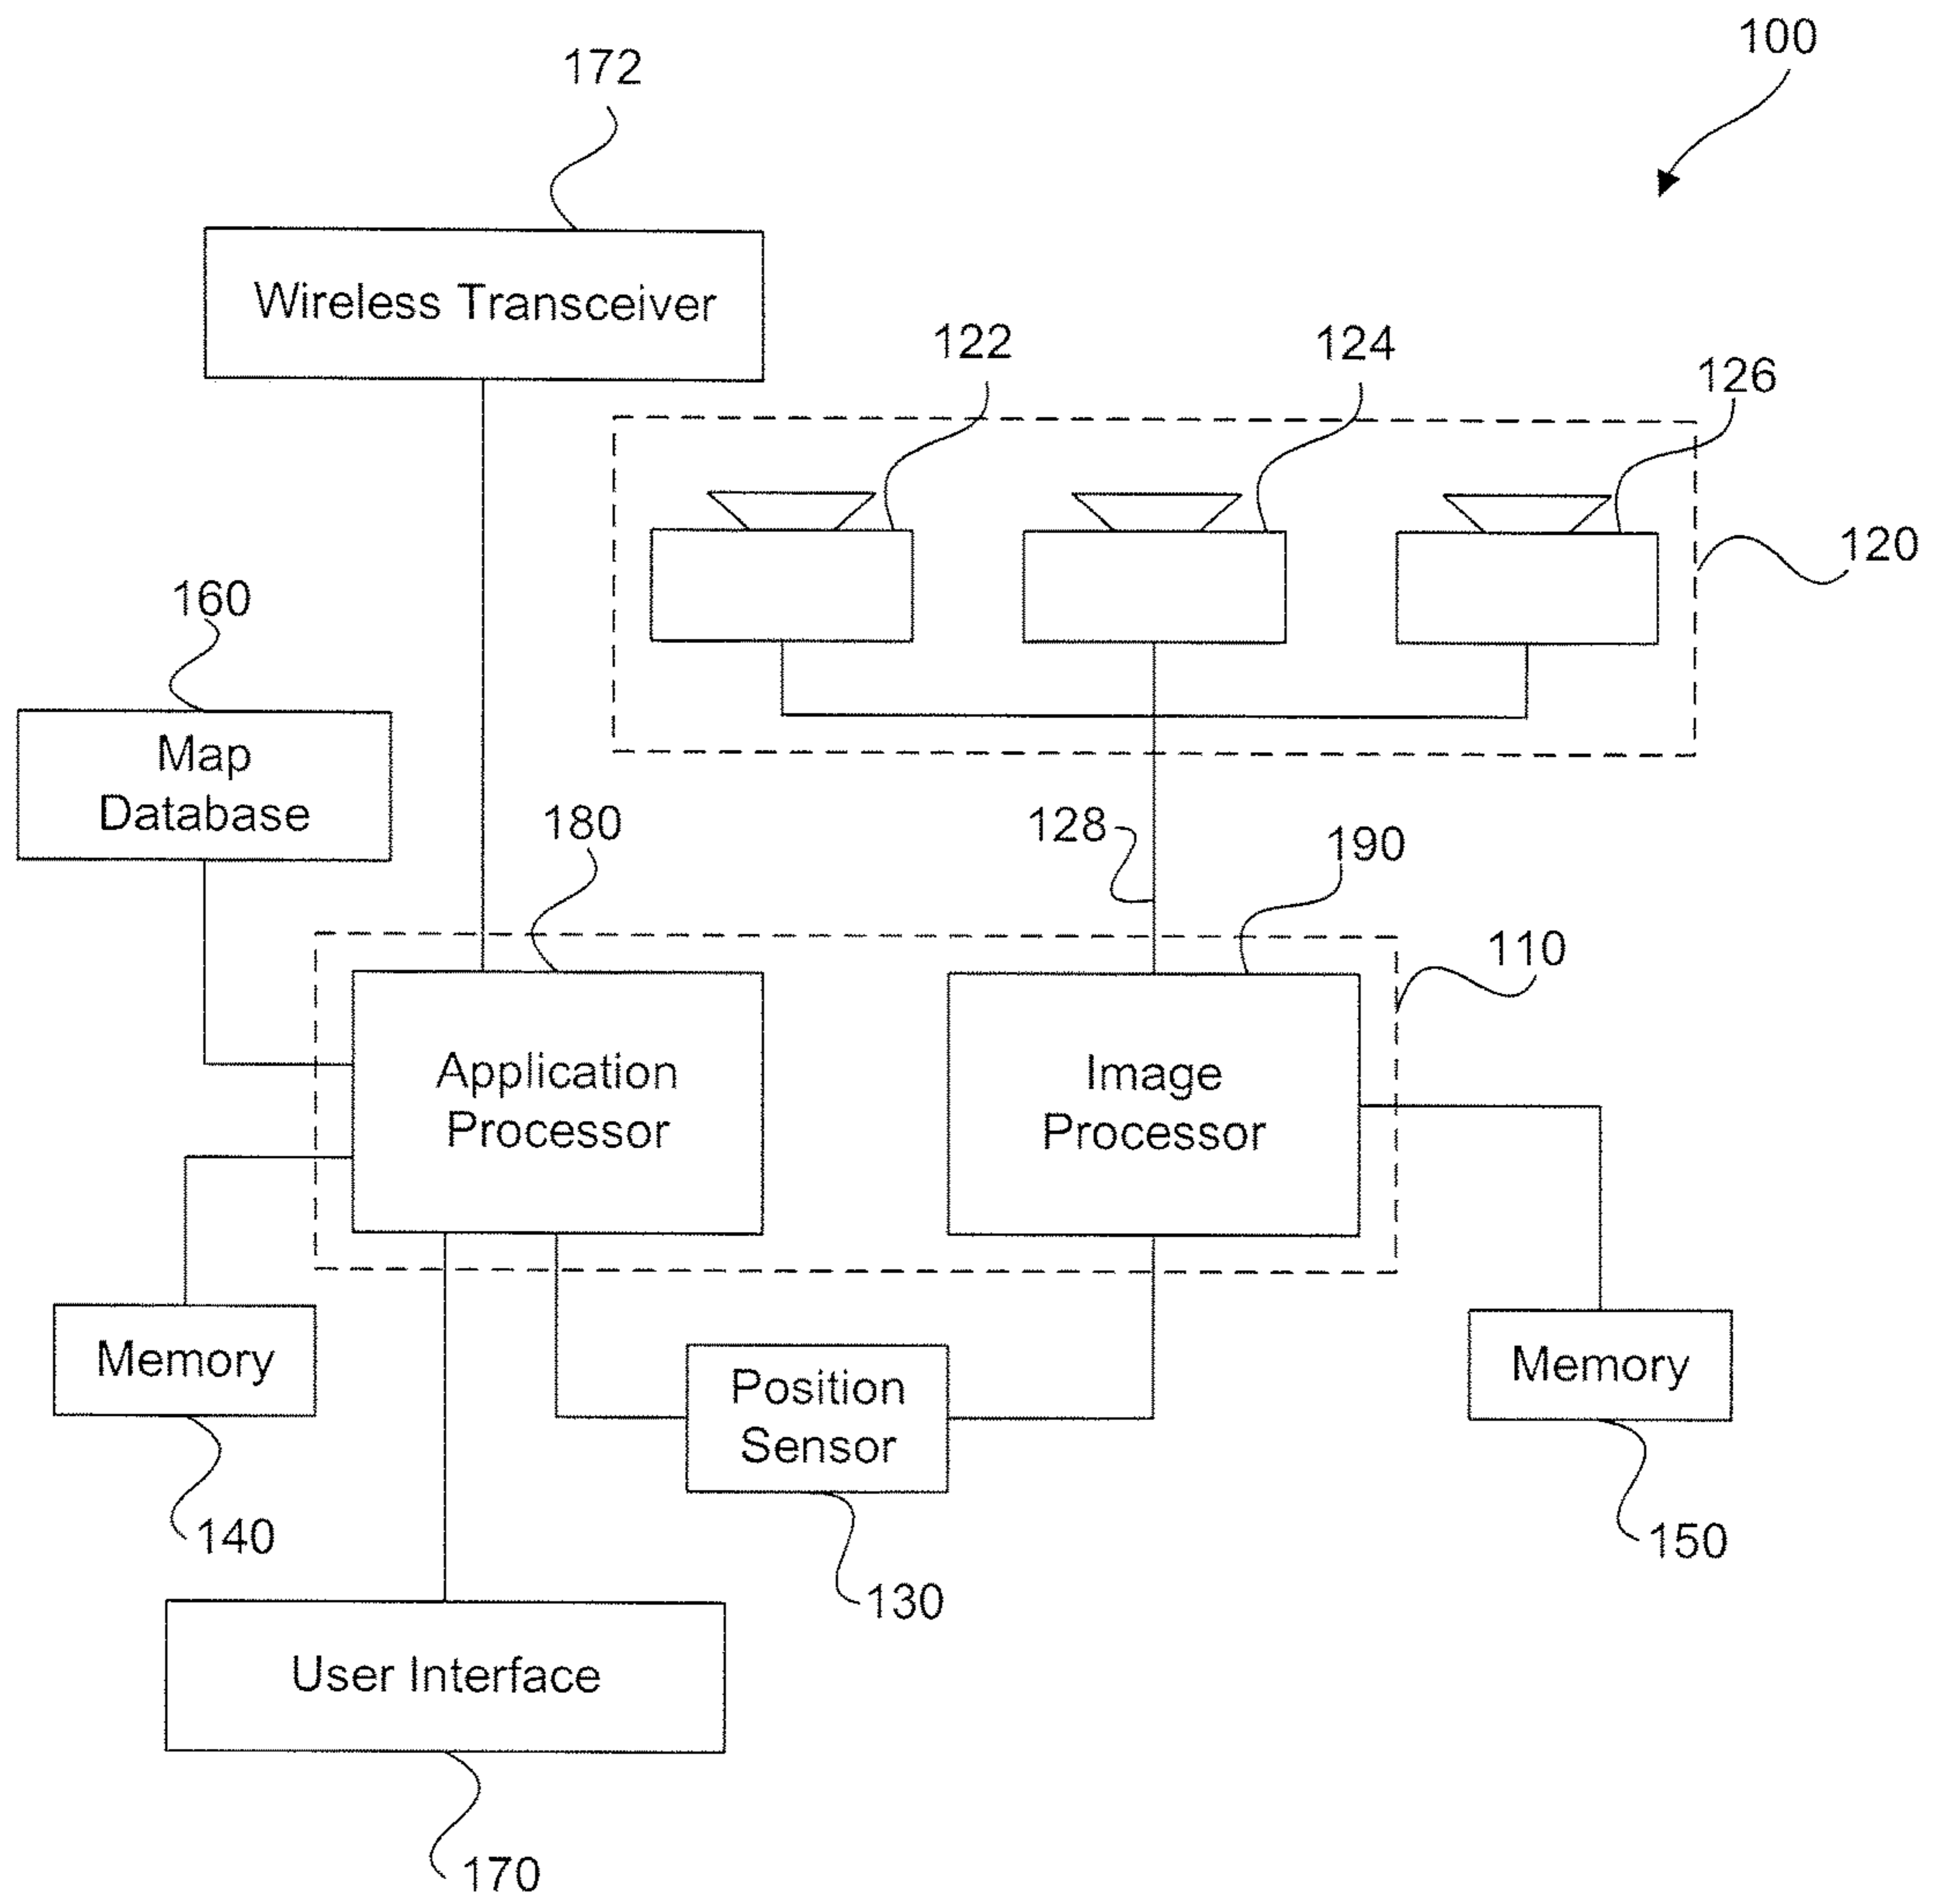 100
172
Wireless Transceiver
122
124
126
120
160
Map
Database
180
128
190
110
Application
Processor
Image
Processor
Memory
Position
Sensor
Memory
140
130
150
User Interface
170